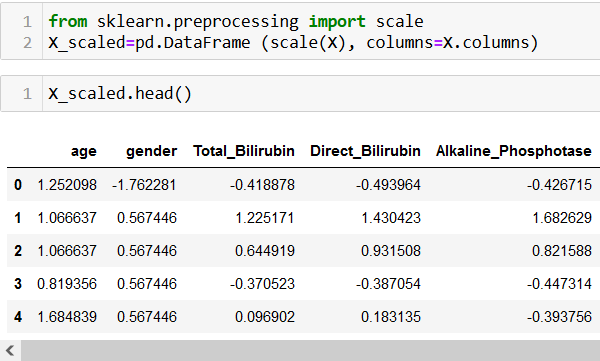 1 from sklearn.preprocessing import scale
2 X_scaled=pd.DataFrame (scale(X), columns=X.columns)
1 X_scaled.head()
age gender Total_Bilirubin Direct_Bilirubin Alkaline_Phosphotase
0 1.252098 -1.762281 -0.418878 -0.493964 -0.426715
1 1.066637 0.567446 1.225171 1.430423 1.682629
2 1.066637 0.567446 0.644919 0.931508 0.821588
3 0.819356 0.567446 -0.370523 -0.387054 -0.447314
4 1.684839 0.567446 0.096902 0.183135 -0.393756